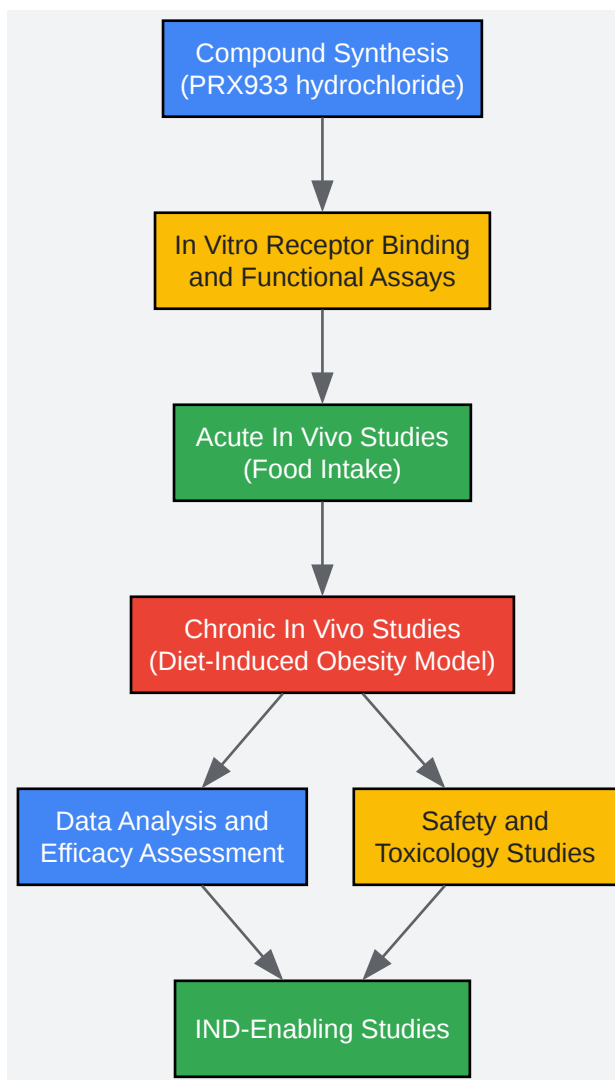 Compound Synthesis
(PRX933 hydrochloride)
In Vitro Receptor Binding
and Functional Assays
Acute In Vivo Studies
(Food Intake)
Chronic In Vivo Studies
(Diet-Induced Obesity Model)
Data Analysis and
Efficacy Assessment
Safety and
Toxicology Studies
IND-Enabling Studies